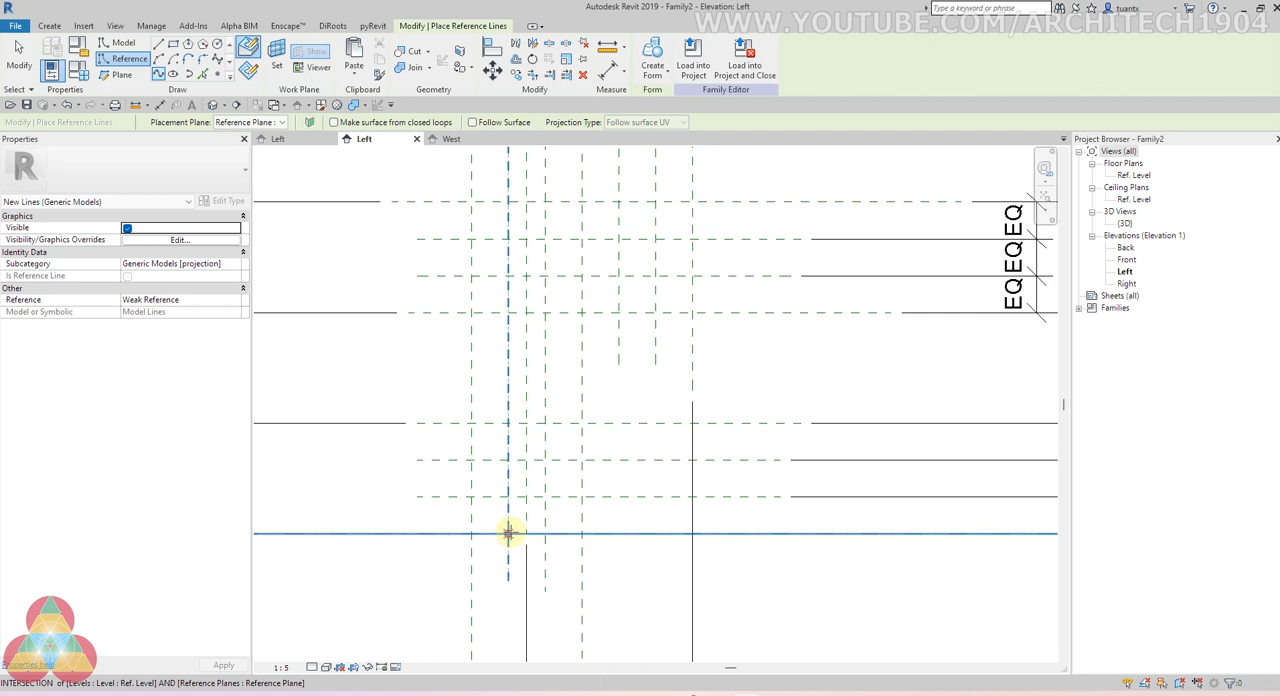 Autodesk Revit 2019 - Family2 - Elevation: Left
Type a keyword or phrase
tuantx
WWW.YOUTUBE.COM/ARCHITECH1904
File Create Insert View Manage Add-Ins Alpha BIM Enscape™ DiRoots pyRevit Modify | Place Reference Lines
Modify
Model
Reference
Plane
Set
Show
Viewer
Paste
Cut
Join
Create Form
Load into Project
Load into Project and Close
Select Properties Draw Work Plane Clipboard Geometry Modify Measure Form Family Editor
Modify | Place Reference Lines
Placement Plane: Reference Plane :
Make surface from closed loops
Follow Surface
Projection Type: Follow surface UV
Properties
Left
Left
West
Project Browser - Family2
New Lines (Generic Models)
Edit Type
Graphics
Visible
Visibility/Graphics Overrides Edit...
Identity Data
Subcategory Generic Models [projection]
Is Reference Line
Other
Reference Weak Reference
Model or Symbolic Model Lines
EQ
EQ
EQ
Views (all)
Floor Plans
Ref. Level
Ceiling Plans
Ref. Level
3D Views
{3D}
Elevations (Elevation 1)
Back
Front
Left
Right
Sheets (all)
Families
Properties help
Apply
1 : 5
INTERSECTION of [Levels : Level : Ref. Level] AND [Reference Planes : Reference Plane]
:0